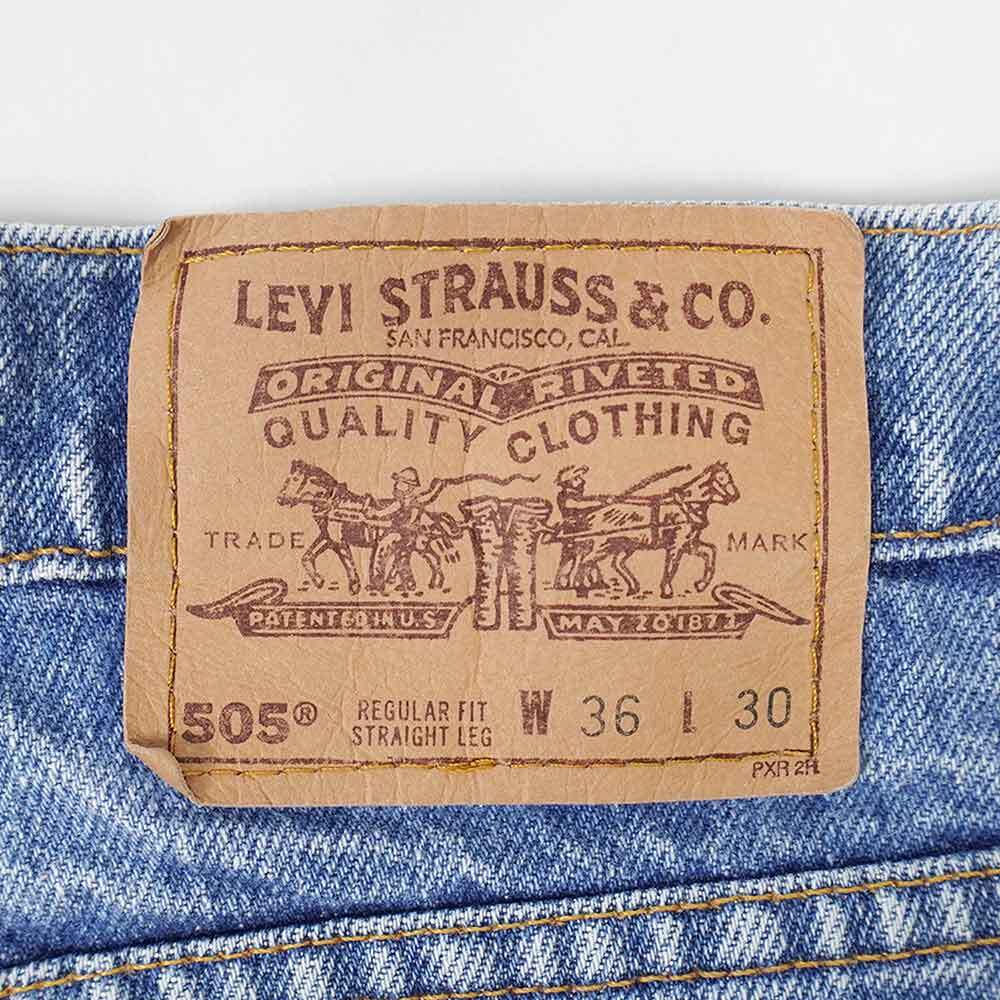 LEVI STRAUSS & CO.
SAN FRANCISCO, CAL.
ORIGINAL RIVETED
QUALITY CLOTHING
TRADE MARK
PATENTED IN U.S. MAY 20 1873
505® REGULAR FIT STRAIGHT LEG W 36 L 30
PXR 2H